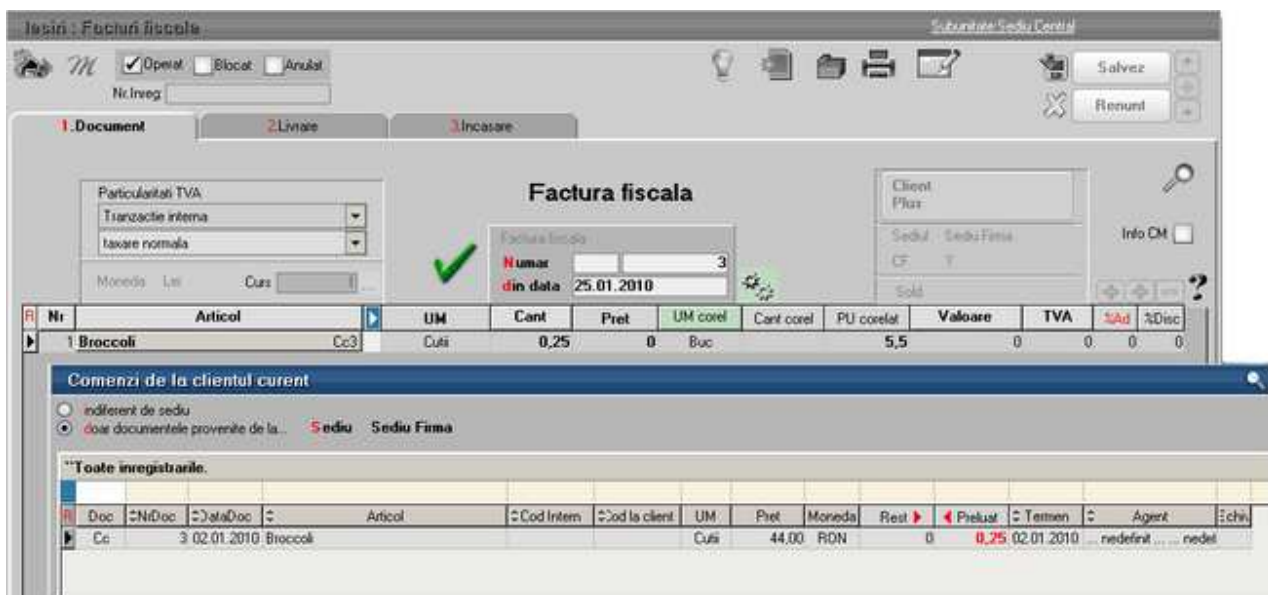 Iesiri : Facturi fiscale Subunitate: Sediu Central
Operat Blocat Anulat
Nr.Inreg
Salvez
Renunt
1.Document 2.Livrare 3.Incasare
Particularitati TVA
Tranzactie interna
taxare normala
Moneda Lei Curs 1 ...
Factura fiscala
Factura fiscala
Numar 3
din data 25.01.2010
Client
Plus
Sediul Sediu Firma
CF
Sold
Info CM
?
R Nr Articol UM Cant Pret UM corel Cant corel PU corelat Valoare TVA %Ad %Disc
1 Broccoli Cc3 Cutii 0,25 0 Buc 5,5 0 0 0 0
Comenzi de la clientul curent
indiferent de sediu
doar documentele provenite de la... Sediu Sediu Firma
**Toate inregistrarile.
R Doc NrDoc DataDoc Articol Cod Intern Cod la client UM Pret Moneda Rest Preluat Termen Agent Echiv
Cc 3 02.01.2010 Broccoli Cutii 44,00 RON 0 0,25 02.01.2010 ... nedefinit ... ... nedef